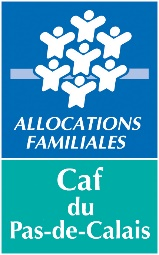 ALLOCATIONS
FAMILIALES
Caf
du
Pas-de-Calais